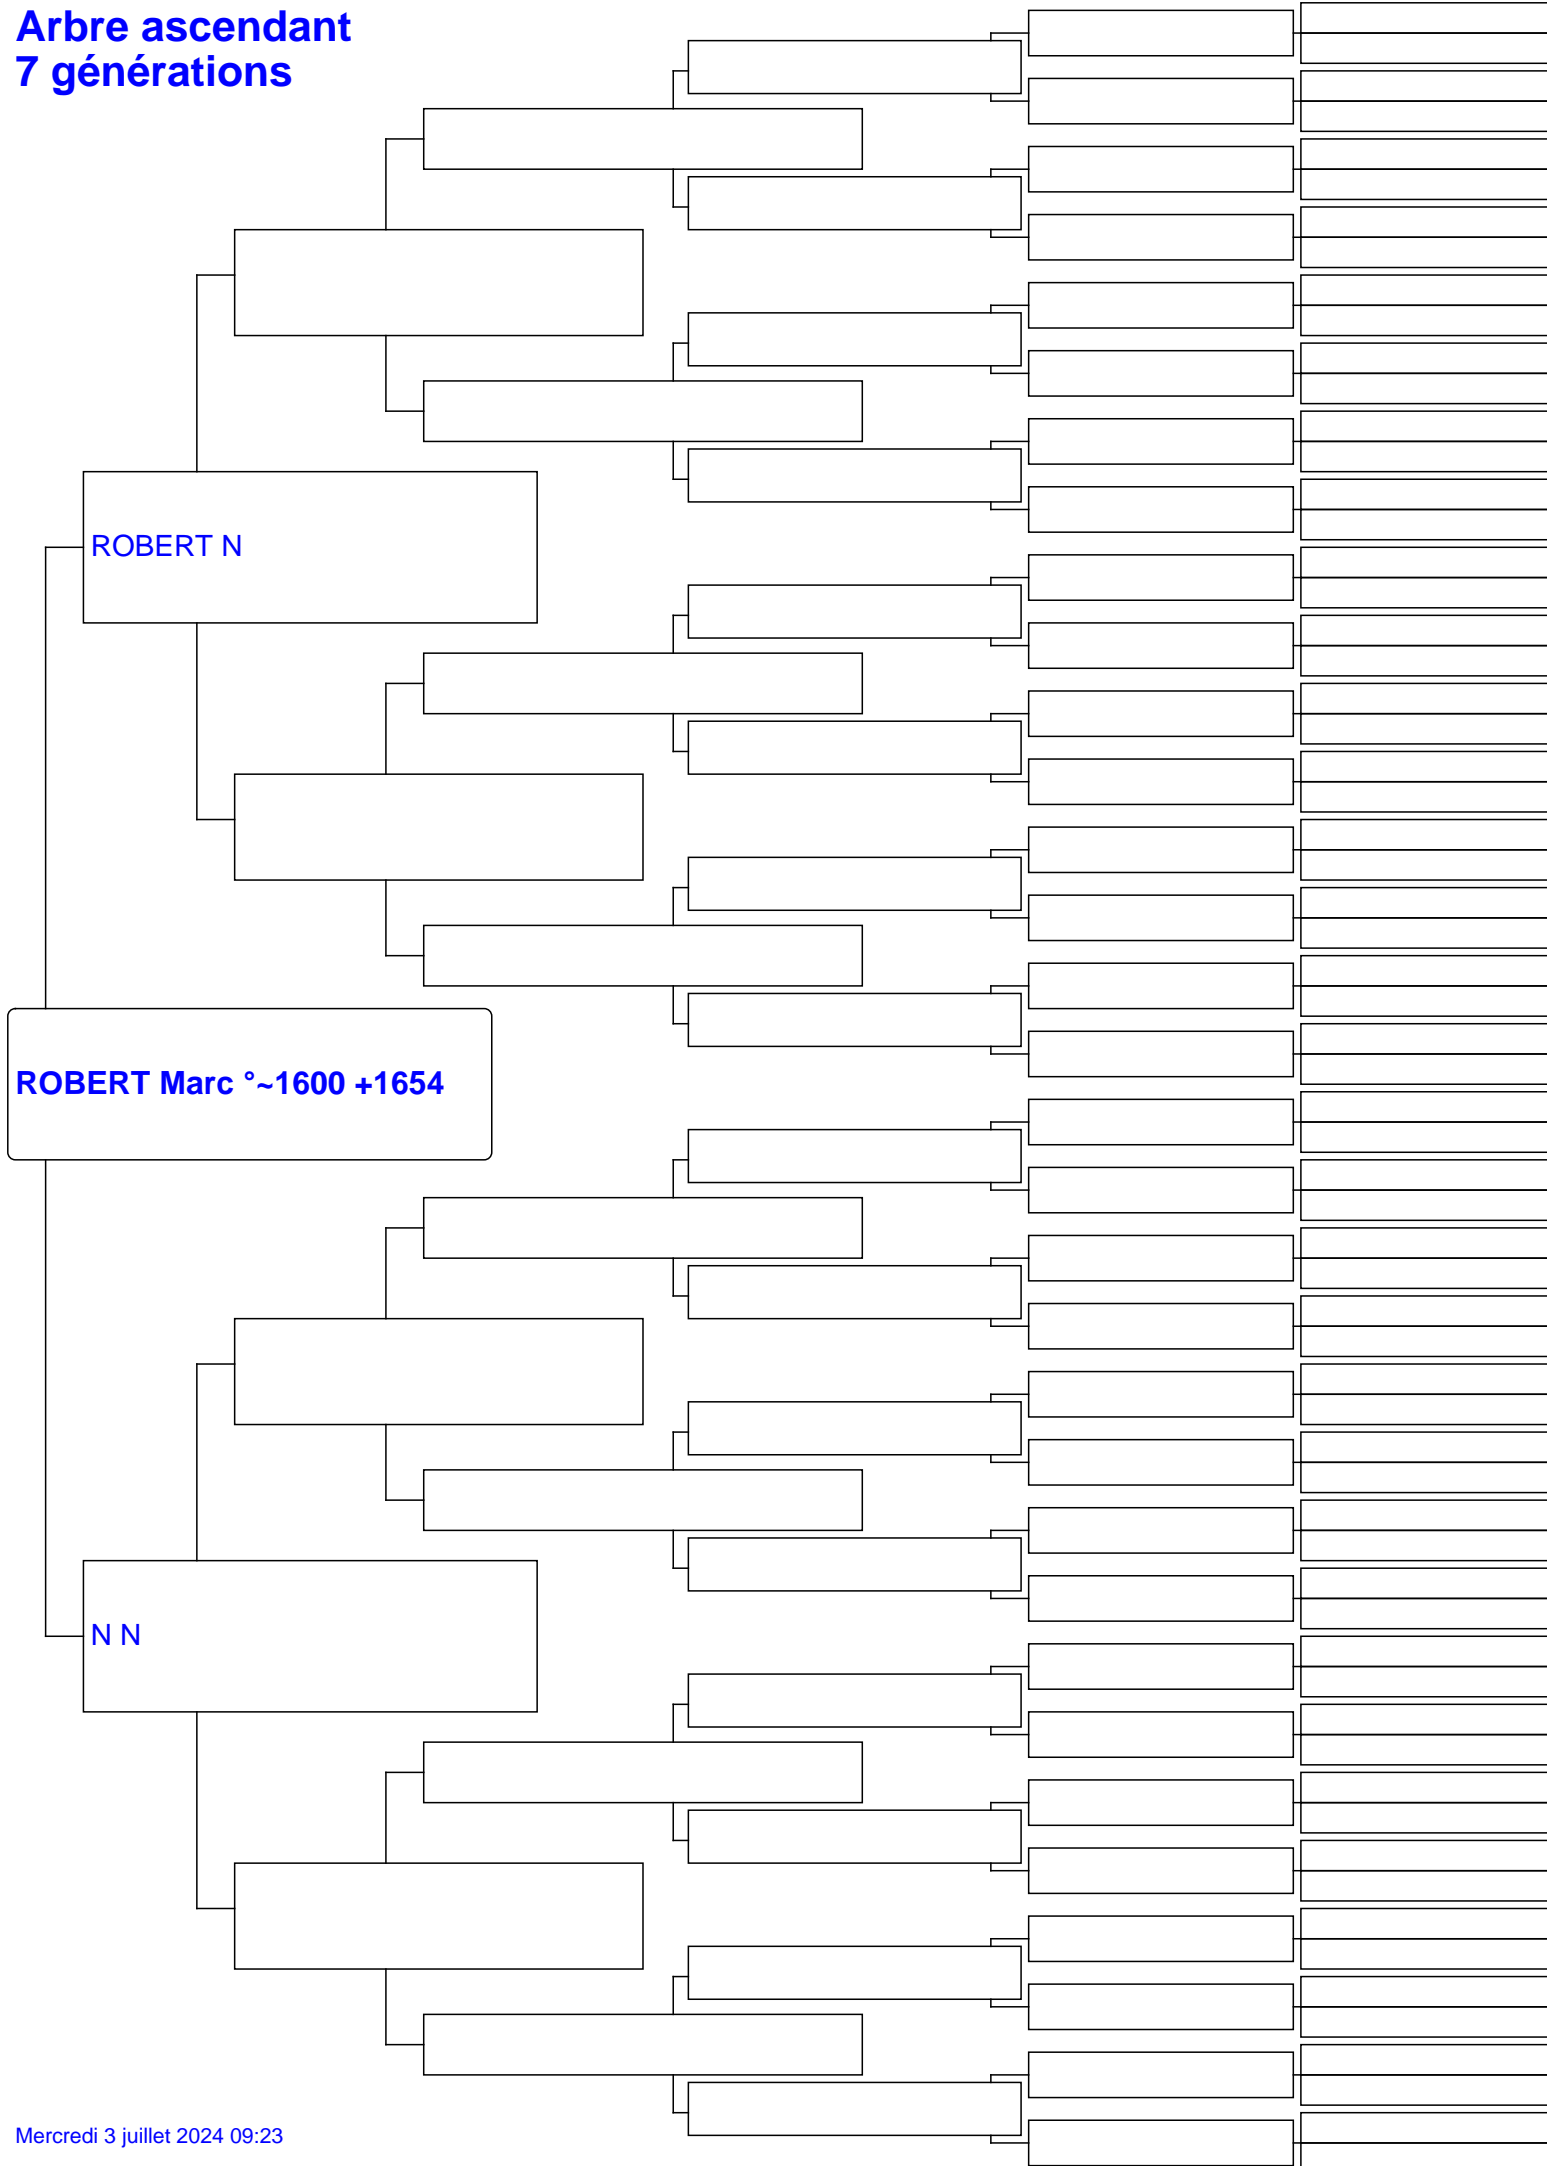 Arbre ascendant
7 générations
ROBERT N
ROBERT Marc °~1600 +1654
N N
Mercredi 3 juillet 2024 09:23